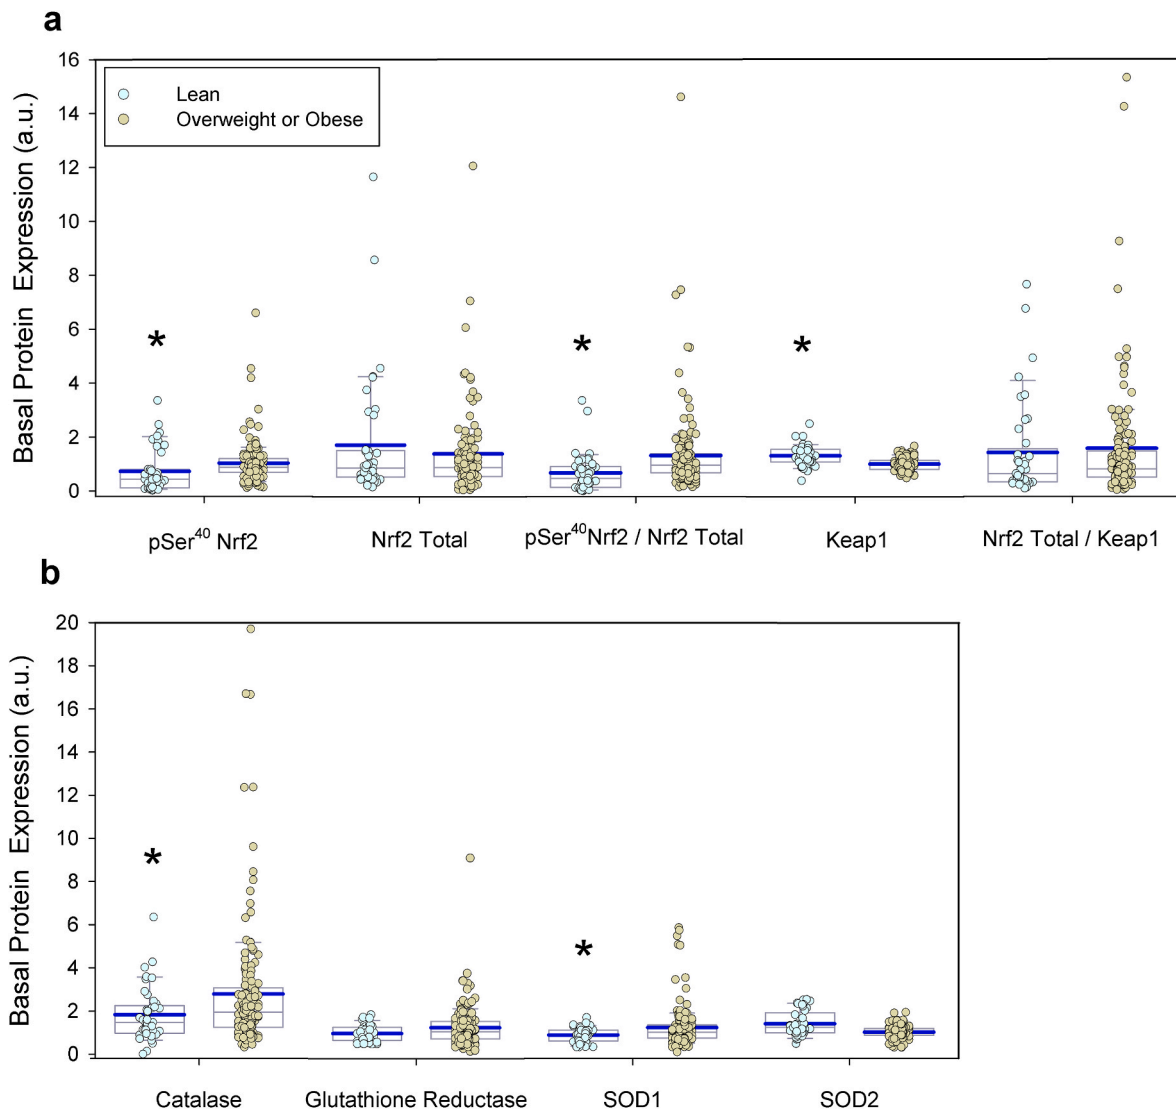 a
Basal Protein Expression (a.u.)
16
14
12
10
8
6
4
2
0
Lean
Overweight or Obese
*
*
*
pSer⁴⁰ Nrf2
Nrf2 Total
pSer⁴⁰Nrf2 / Nrf2 Total
Keap1
Nrf2 Total / Keap1
b
Basal Protein Expression (a.u.)
20
18
16
14
12
10
8
6
4
2
0
*
*
Catalase
Glutathione Reductase
SOD1
SOD2